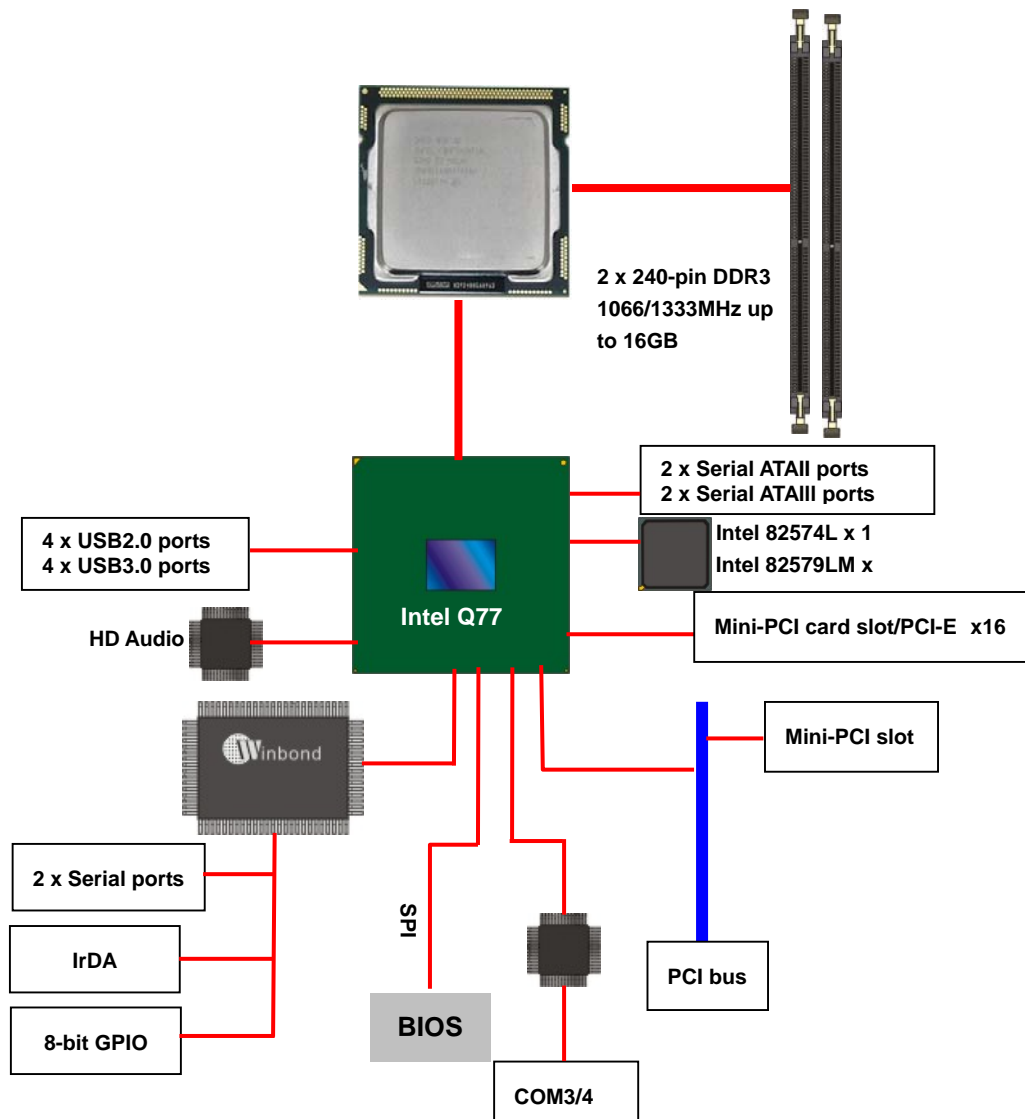 2 x 240-pin DDR3
1066/1333MHz up
to 16GB
2 x Serial ATAII ports
2 x Serial ATAIII ports
4 x USB2.0 ports
4 x USB3.0 ports
Intel 82574L x 1
Intel 82579LM x
Intel Q77
HD Audio
Mini-PCI card slot/PCI-E x16
Winbond
Mini-PCI slot
2 x Serial ports
SPI
IrDA
PCI bus
8-bit GPIO
BIOS
COM3/4